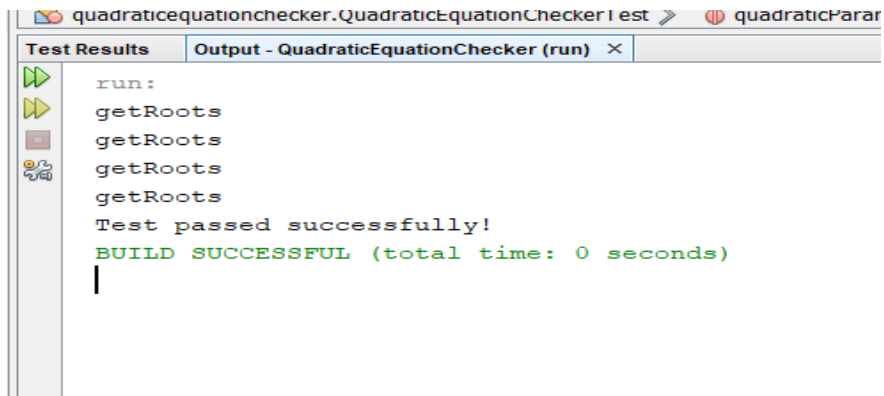 quadraticequationchecker.QuadraticEquationCheckerTest quadraticParar
Test Results Output - QuadraticEquationChecker (run) ×
run:
getRoots
getRoots
getRoots
getRoots
Test passed successfully!
BUILD SUCCESSFUL (total time: 0 seconds)